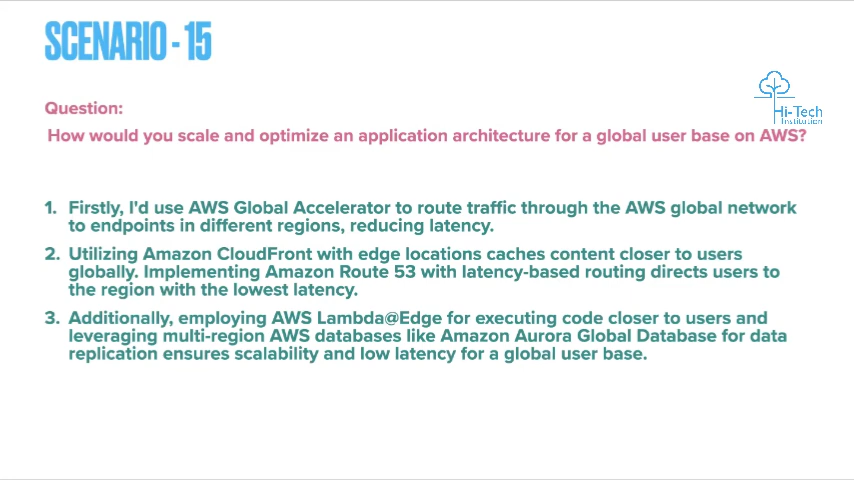 SCENARIO - 15
Hi-Tech
Institution
Question:
How would you scale and optimize an application architecture for a global user base on AWS?
1. Firstly, I'd use AWS Global Accelerator to route traffic through the AWS global network
to endpoints in different regions, reducing latency.
2. Utilizing Amazon CloudFront with edge locations caches content closer to users
globally. Implementing Amazon Route 53 with latency-based routing directs users to
the region with the lowest latency.
3. Additionally, employing AWS Lambda@Edge for executing code closer to users and
leveraging multi-region AWS databases like Amazon Aurora Global Database for data
replication ensures scalability and low latency for a global user base.